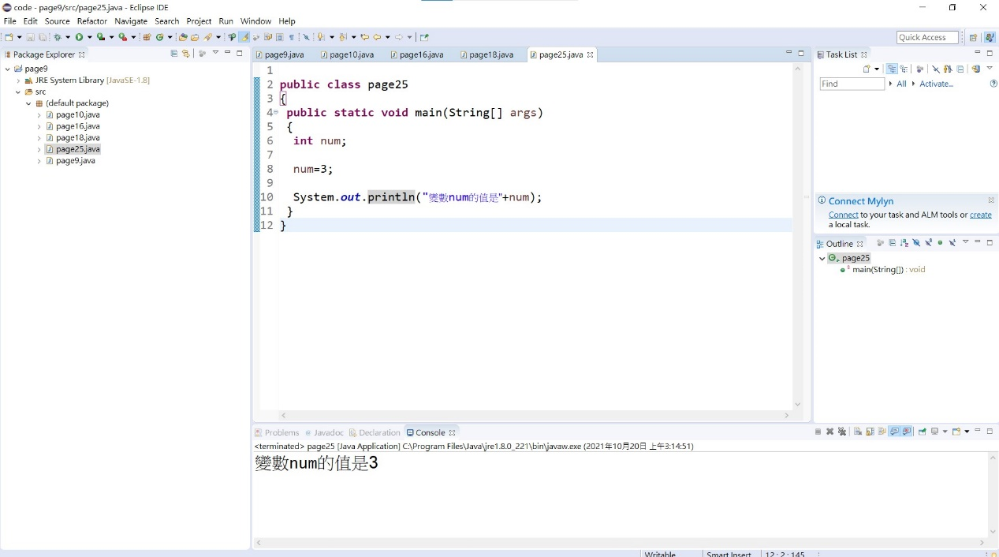 code - page9/src/page25.java - Eclipse IDE
File Edit Source Refactor Navigate Search Project Run Window Help
Quick Access
Package Explorer
page9
JRE System Library [JavaSE-1.8]
src
(default package)
page10.java
page16.java
page18.java
page25.java
page9.java
page9.java page10.java page16.java page18.java page25.java
1
2 public class page25
3 {
4 public static void main(String[] args)
5 {
6 int num;
7
8 num=3;
9
10 System.out.println("變數num的值是"+num);
11 }
12 }
Task List
Find All Activate...
Connect Mylyn
Connect to your task and ALM tools or create
a local task.
Outline
page25
main(String[]) : void
Problems Javadoc Declaration Console
<terminated> page25 [Java Application] C:\Program Files\Java\jre1.8.0_221\bin\javaw.exe (2021年10月20日 上午3:14:51)
變數num的值是3
Writable Smart Insert 12 : 2 : 145